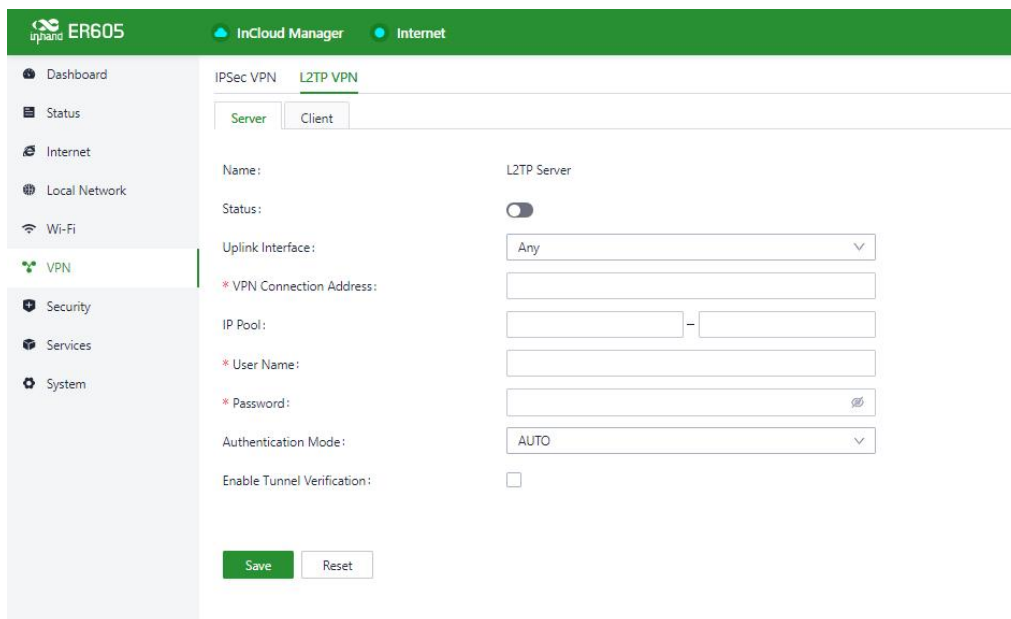 inhand ER605 InCloud Manager Internet
Dashboard
Status
Internet
Local Network
Wi-Fi
VPN
Security
Services
System
IPSec VPN L2TP VPN
Server Client
Name: L2TP Server
Status:
Uplink Interface: Any
* VPN Connection Address:
IP Pool: –
* User Name:
* Password:
Authentication Mode: AUTO
Enable Tunnel Verification:
Save Reset